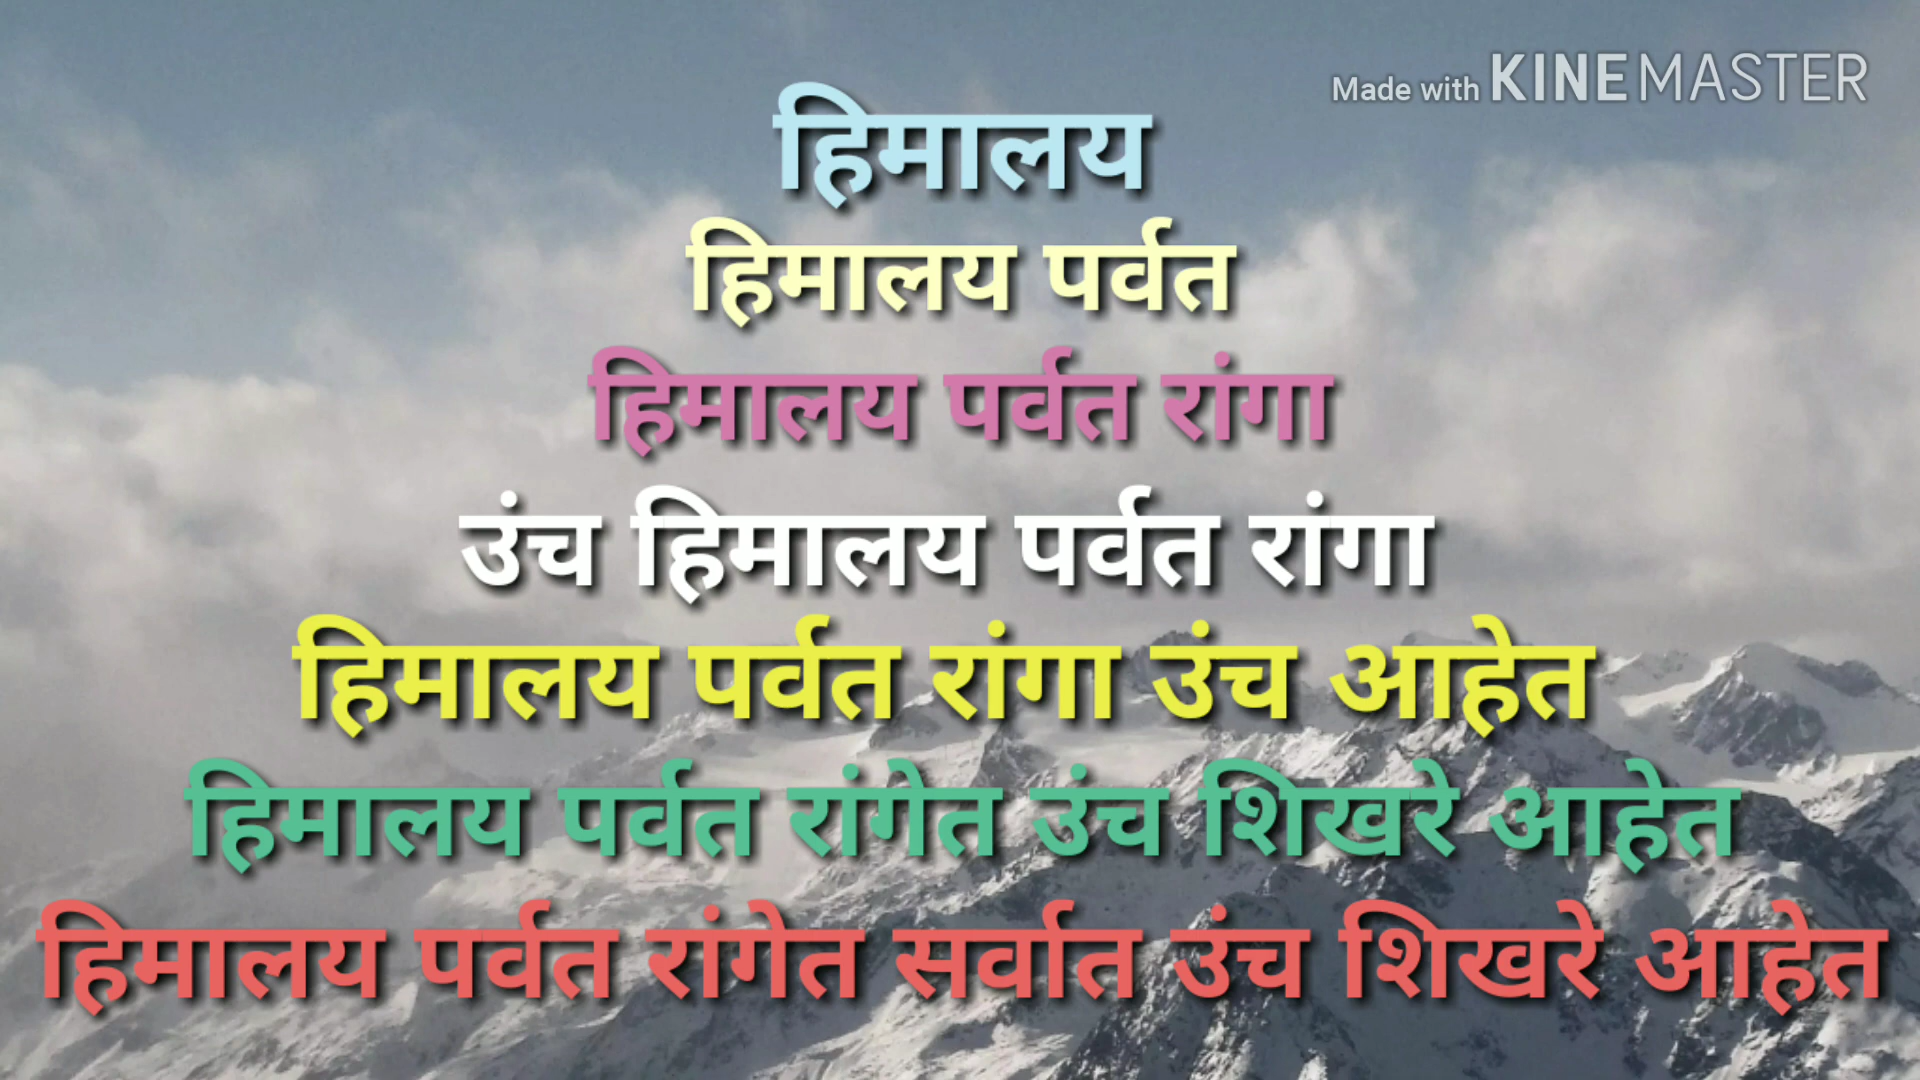 Made with KINEMASTER
हिमालय
हिमालय पर्वत
हिमालय पर्वत रांगा
उंच हिमालय पर्वत रांगा
हिमालय पर्वत रांगा उंच आहेत
हिमालय पर्वत रांगेत उंच शिखरे आहेत
हिमालय पर्वत रांगेत सर्वात उंच शिखरे आहेत